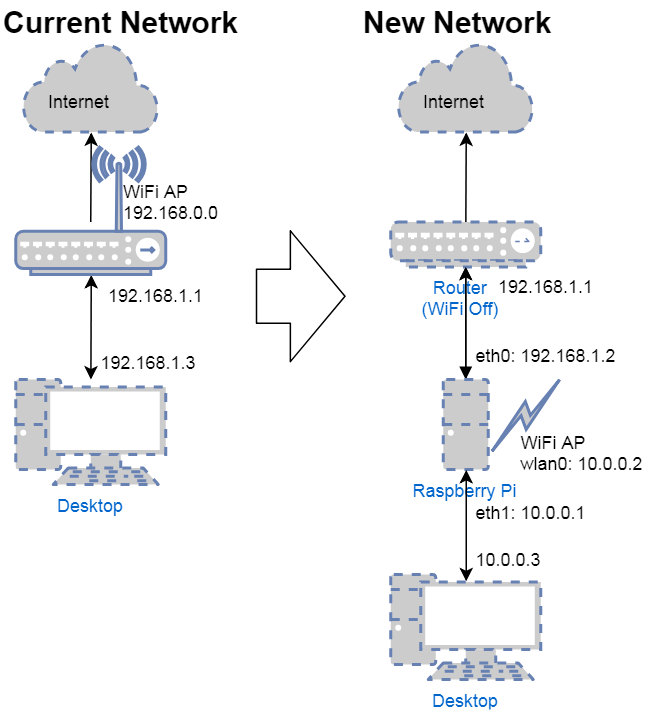 Current Network
Internet
WiFi AP
192.168.0.0
192.168.1.1
192.168.1.3
Desktop
New Network
Internet
Router
(WiFi Off)
192.168.1.1
eth0: 192.168.1.2
WiFi AP
wlan0: 10.0.0.2
Raspberry Pi
eth1: 10.0.0.1
10.0.0.3
Desktop